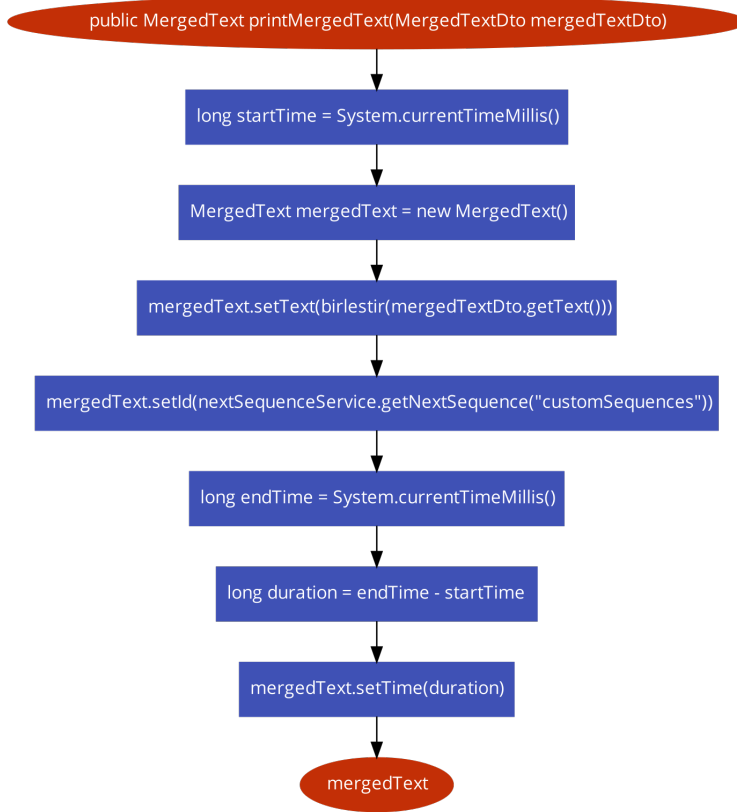 public MergedText printMergedText(MergedTextDto mergedTextDto)
long startTime = System.currentTimeMillis()
MergedText mergedText = new MergedText()
mergedText.setText(birlestir(mergedTextDto.getText()))
mergedText.setId(nextSequenceService.getNextSequence("customSequences"))
long endTime = System.currentTimeMillis()
long duration = endTime - startTime
mergedText.setTime(duration)
mergedText